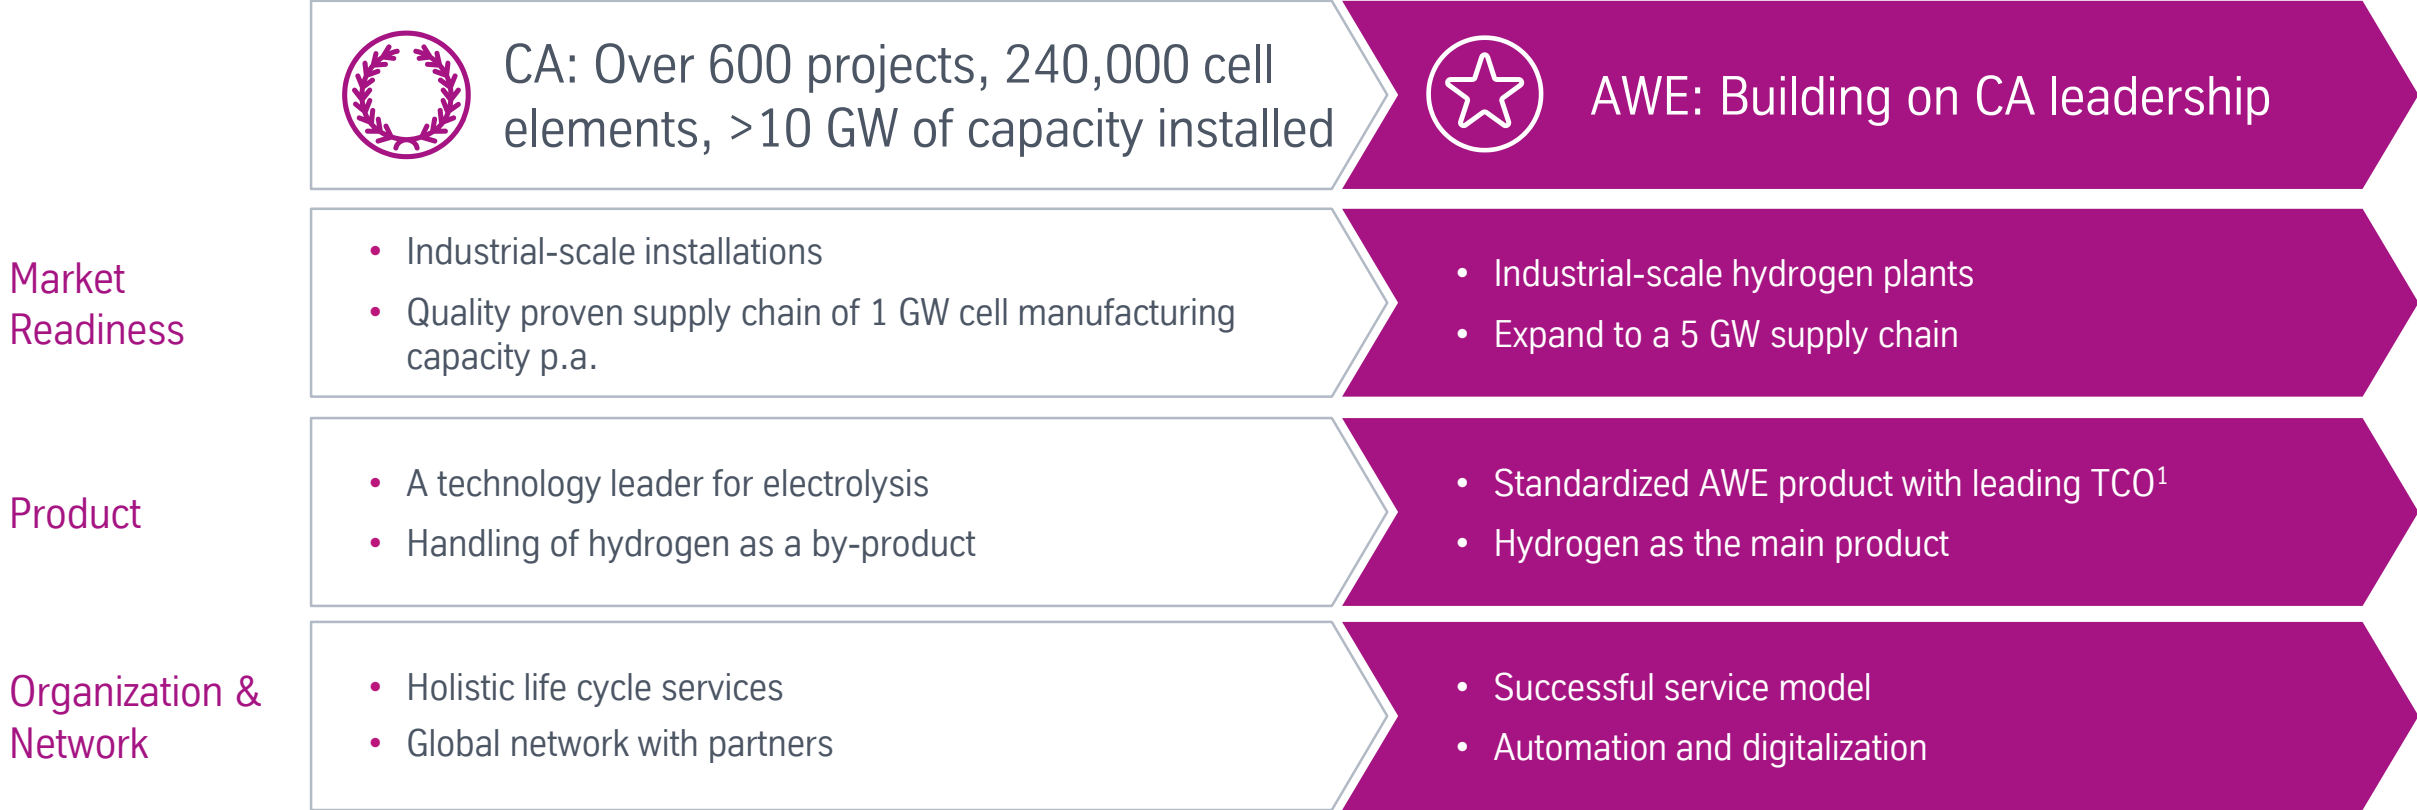 CA: Over 600 projects, 240,000 cell
elements, >10 GW of capacity installed
AWE: Building on CA leadership
Market
Readiness
• Industrial-scale installations
• Quality proven supply chain of 1 GW cell manufacturing
capacity p.a.
• Industrial-scale hydrogen plants
• Expand to a 5 GW supply chain
Product
• A technology leader for electrolysis
• Handling of hydrogen as a by-product
• Standardized AWE product with leading TCO¹
• Hydrogen as the main product
Organization &
Network
• Holistic life cycle services
• Global network with partners
• Successful service model
• Automation and digitalization